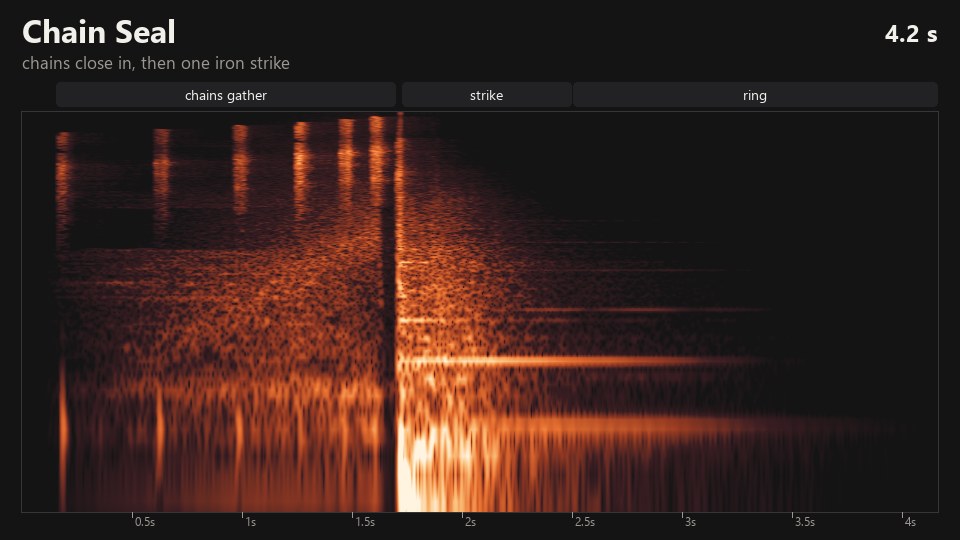 Chain Seal
4.2 s
chains close in, then one iron strike
chains gather
strike
ring
0.5s
1s
1.5s
2s
2.5s
3s
3.5s
4s